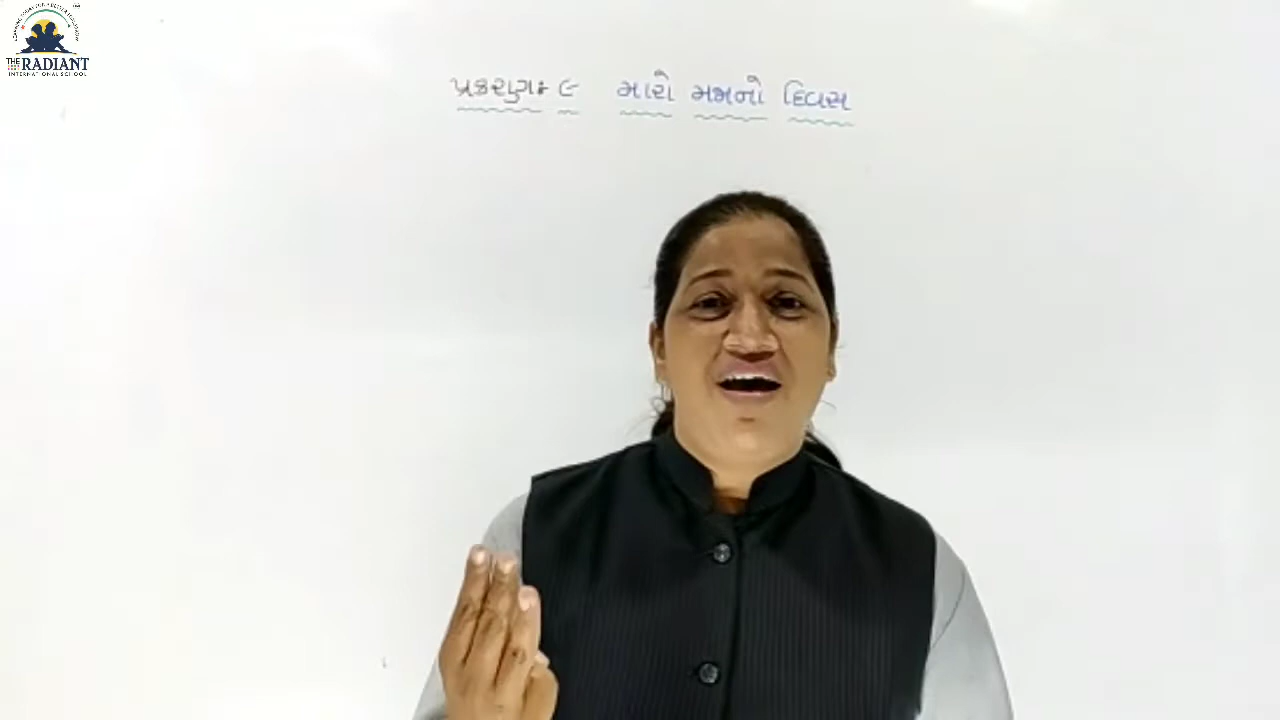 THE RADIANT
INTERNATIONAL SCHOOL
પ્રકરણઃ ૯ મારો મજાનો દિવસ